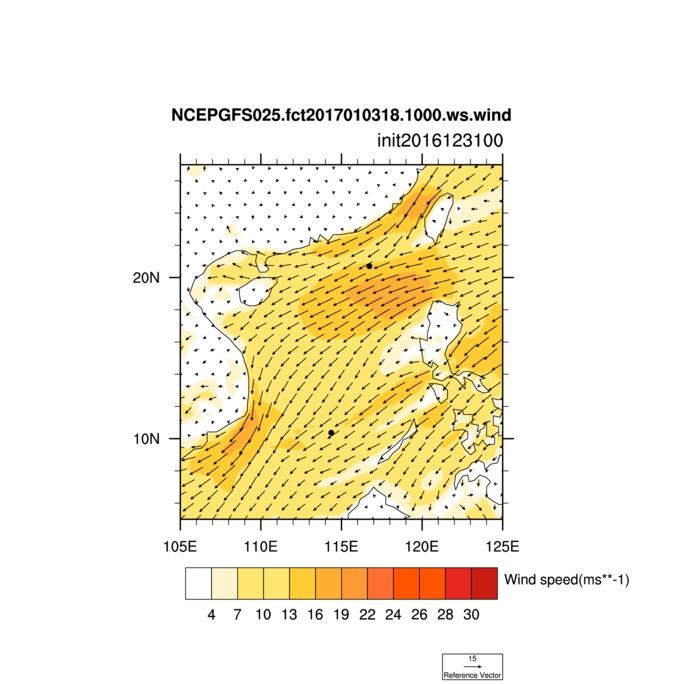 NCEPGFS025.fct2017010318.1000.ws.wind
init2016123100
20N
10N
105E 110E 115E 120E 125E
Wind speed(ms**-1)
4 7 10 13 16 19 22 24 26 28 30
15
Reference Vector